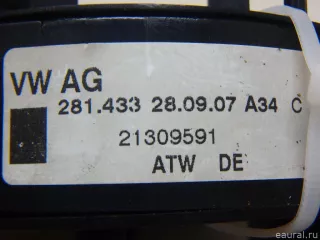 VW AG
281.433 28.09.07 A34 C
21309591
ATW DE
© eaural.ru